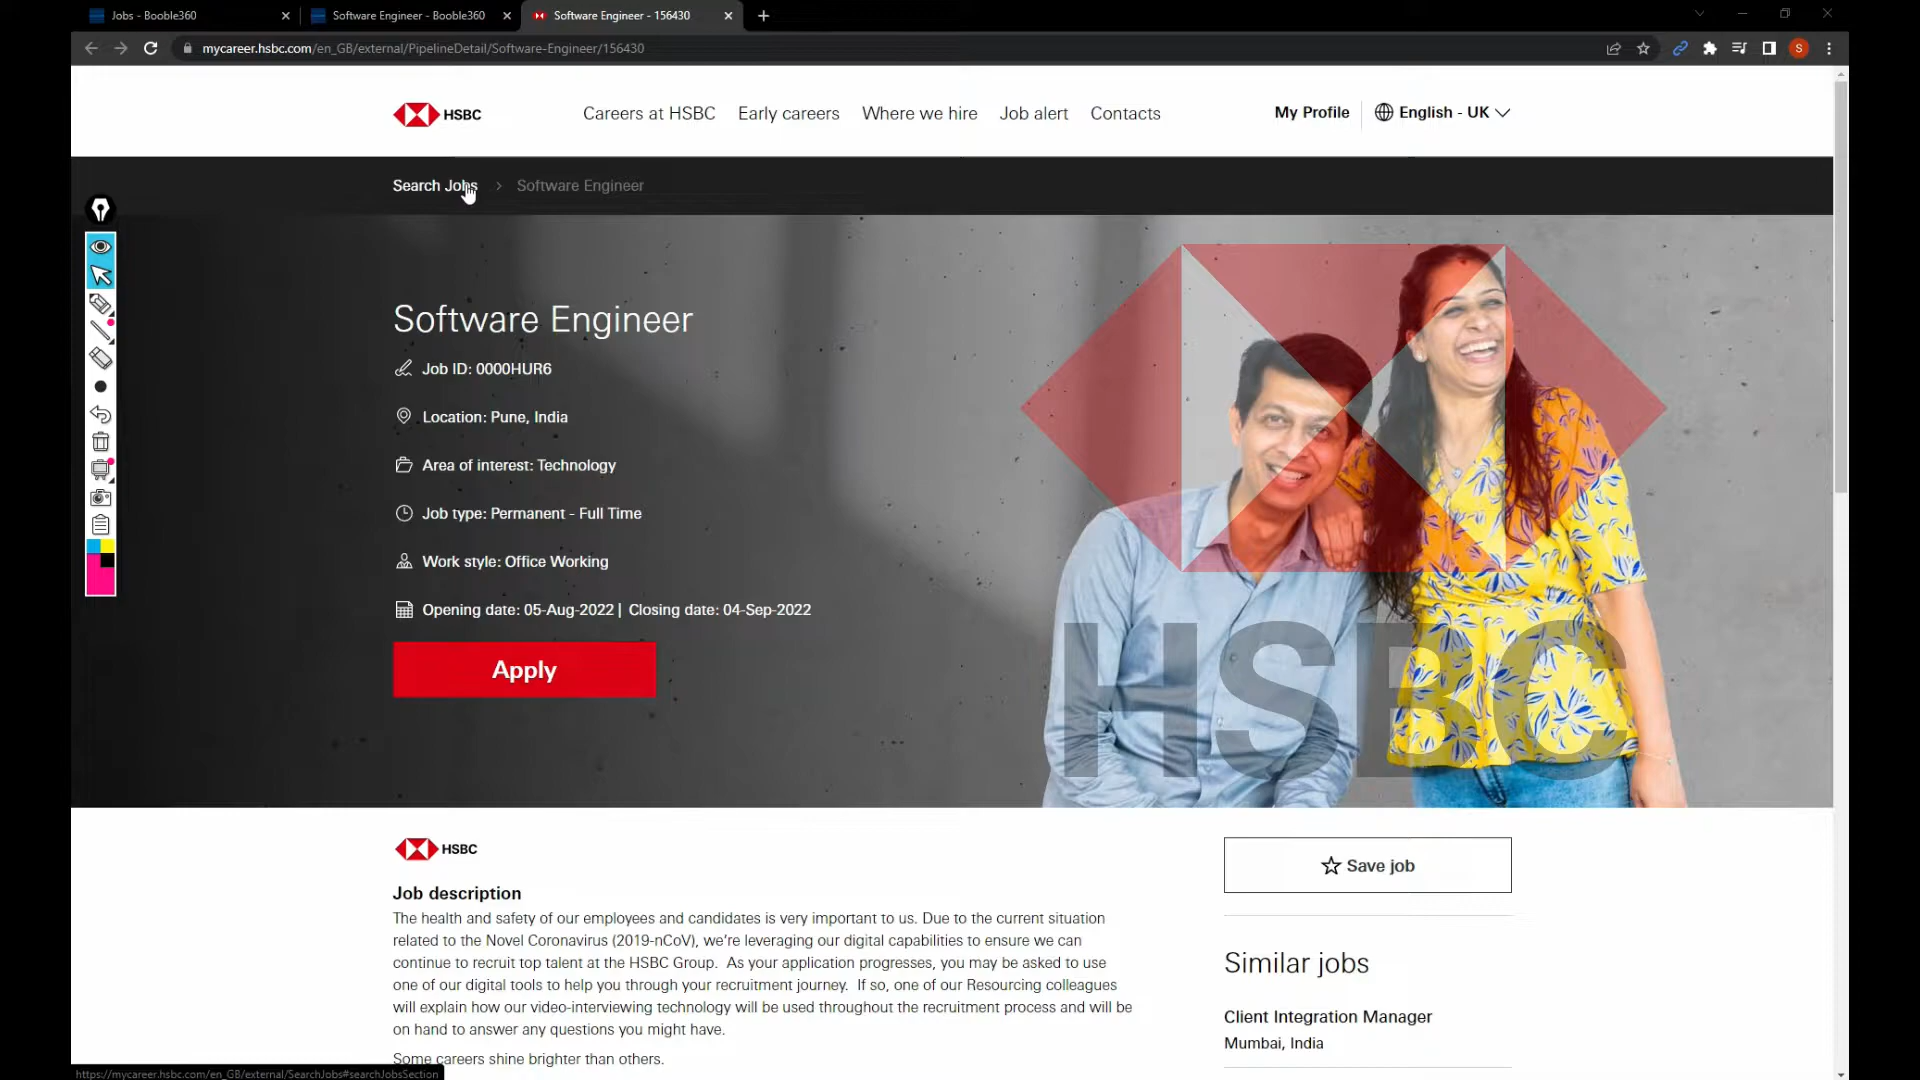 Jobs - Booble360
Software Engineer - Booble360
Software Engineer - 156430
mycareer.hsbc.com/en_GB/external/PipelineDetail/Software-Engineer/156430
S
HSBC
Careers at HSBC
Early careers
Where we hire
Job alert
Contacts
My Profile
English - UK
Search Jobs
Software Engineer
Software Engineer
Job ID: 0000HUR6
Location: Pune, India
Area of interest: Technology
Job type: Permanent - Full Time
Work style: Office Working
Opening date: 05-Aug-2022 | Closing date: 04-Sep-2022
Apply
HSBC
HSBC
Save job
Job description
The health and safety of our employees and candidates is very important to us. Due to the current situation
related to the Novel Coronavirus (2019-nCoV), we're leveraging our digital capabilities to ensure we can
continue to recruit top talent at the HSBC Group. As your application progresses, you may be asked to use
one of our digital tools to help you through your recruitment journey. If so, one of our Resourcing colleagues
will explain how our video-interviewing technology will be used throughout the recruitment process and will be
on hand to answer any questions you might have.
Some careers shine brighter than others.
Similar jobs
Client Integration Manager
Mumbai, India
https://mycareer.hsbc.com/en_GB/external/SearchJobs#searchJobsSection